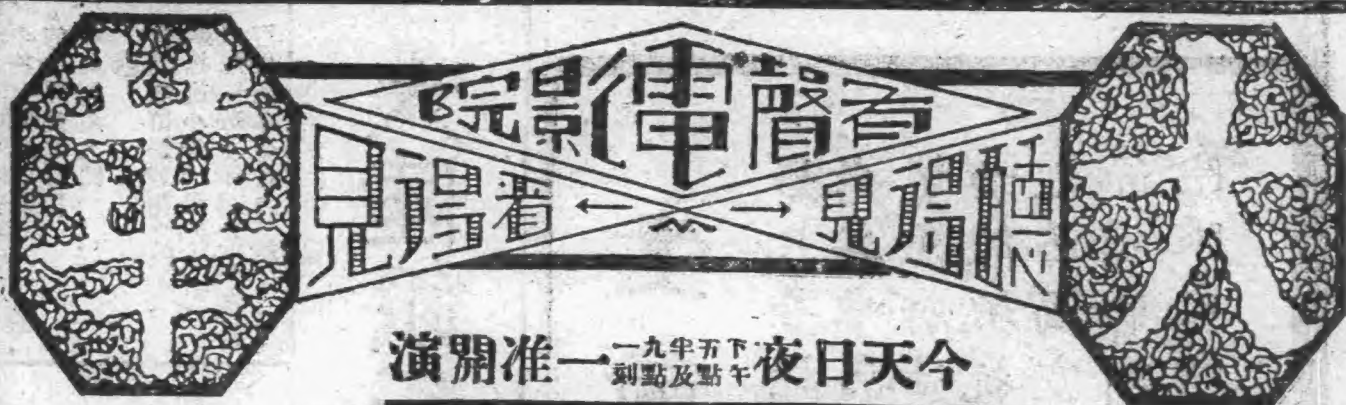 大華
有聲電影院
聽得見
看得見
今天日夜下午五點半及九點一刻一准開演